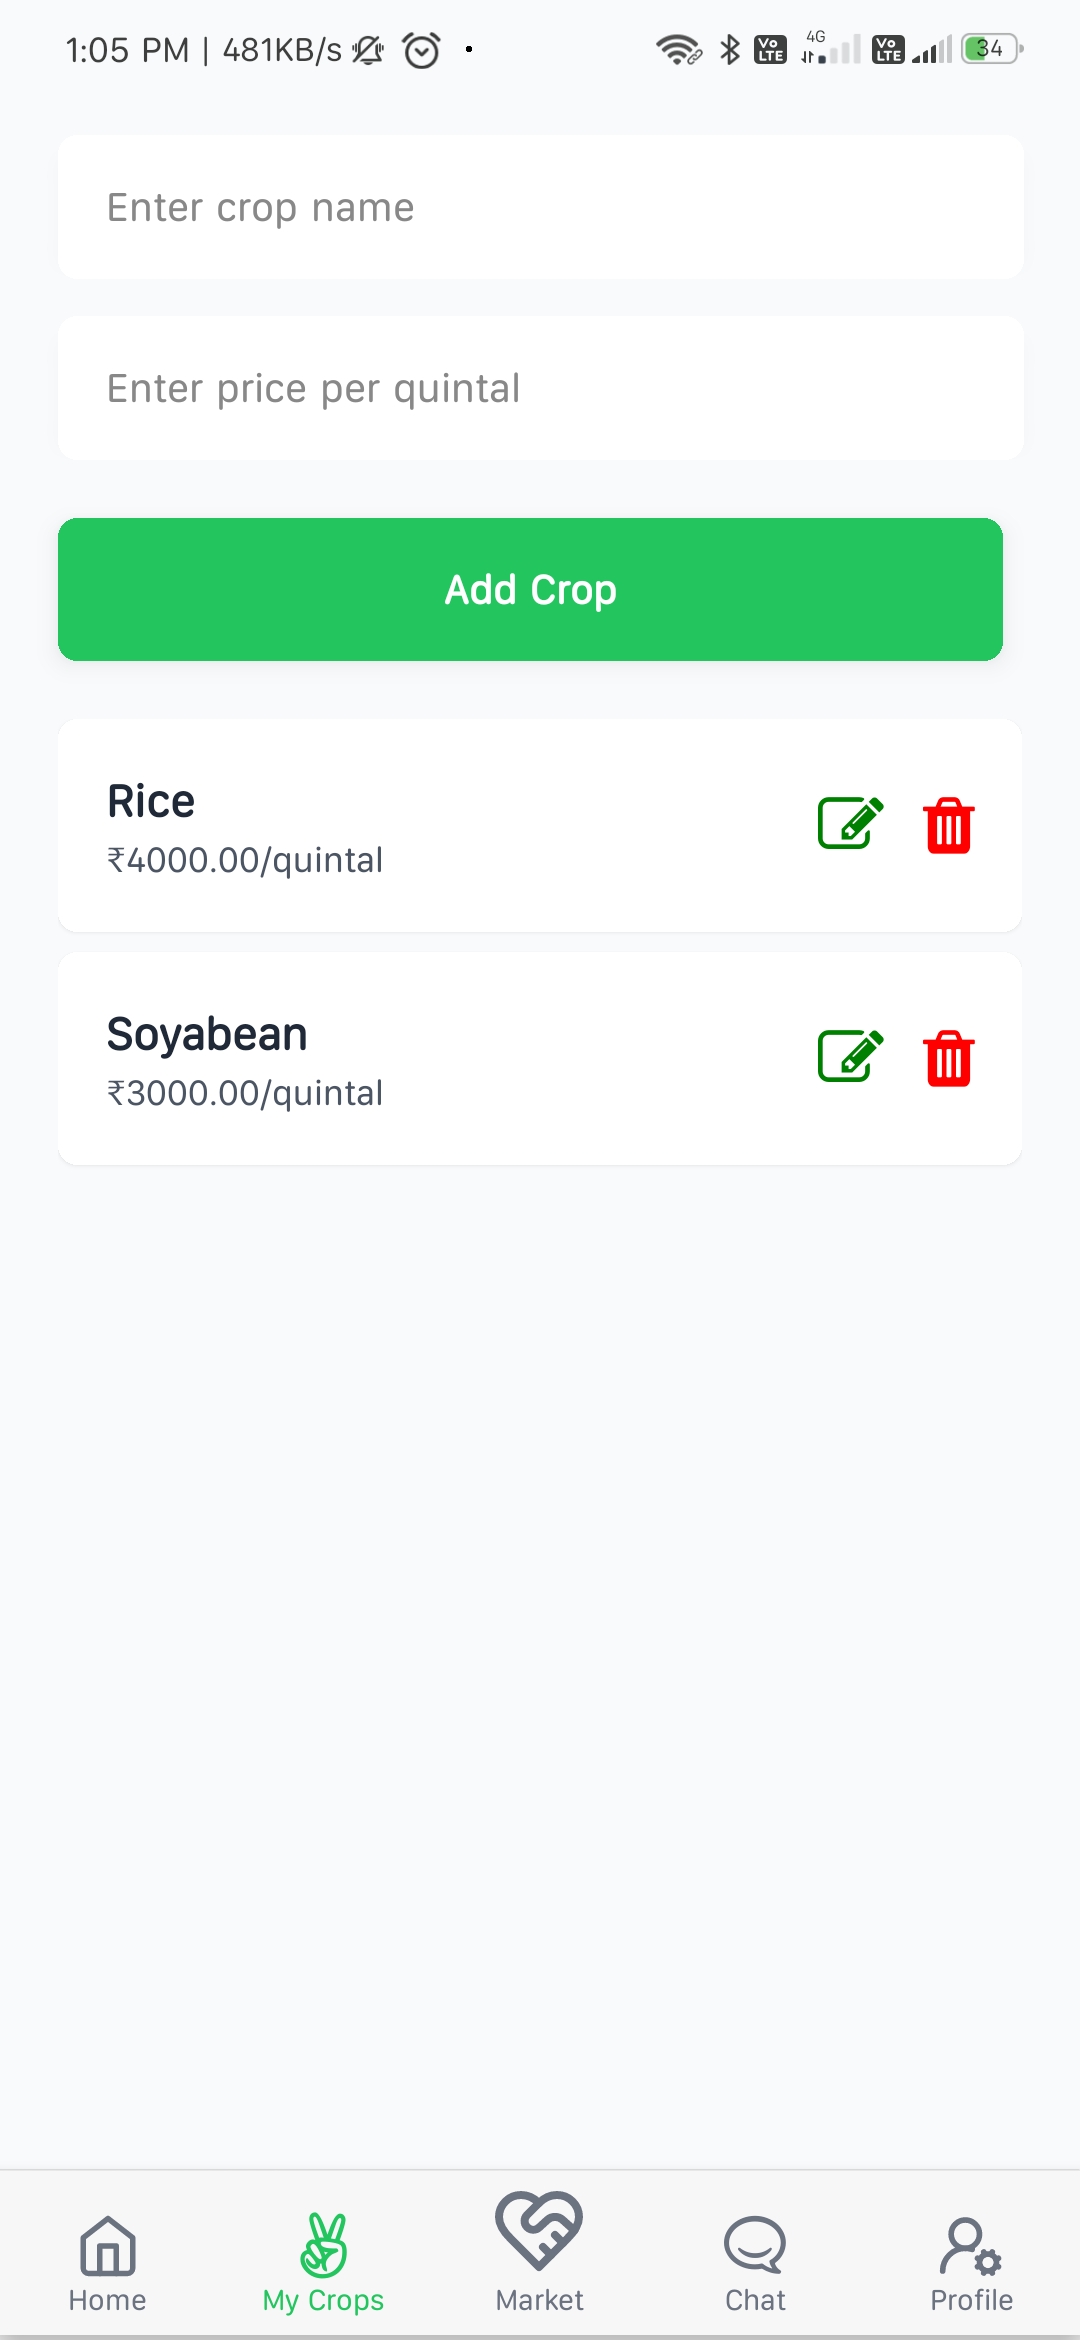 1:05 PM | 481KB/s
Vo LTE 4G Vo LTE 34
Enter crop name
Enter price per quintal
Add Crop
Rice
₹4000.00/quintal
Soyabean
₹3000.00/quintal
Home My Crops Market Chat Profile